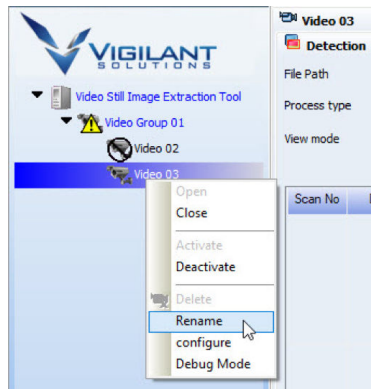 VIGILANT
SOLUTIONS
Video Still Image Extraction Tool
Video Group 01
Video 02
Video 03
Open
Close
Activate
Deactivate
Delete
Rename
configure
Debug Mode
Video 03
Detection
File Path
Process type
View mode
Scan No